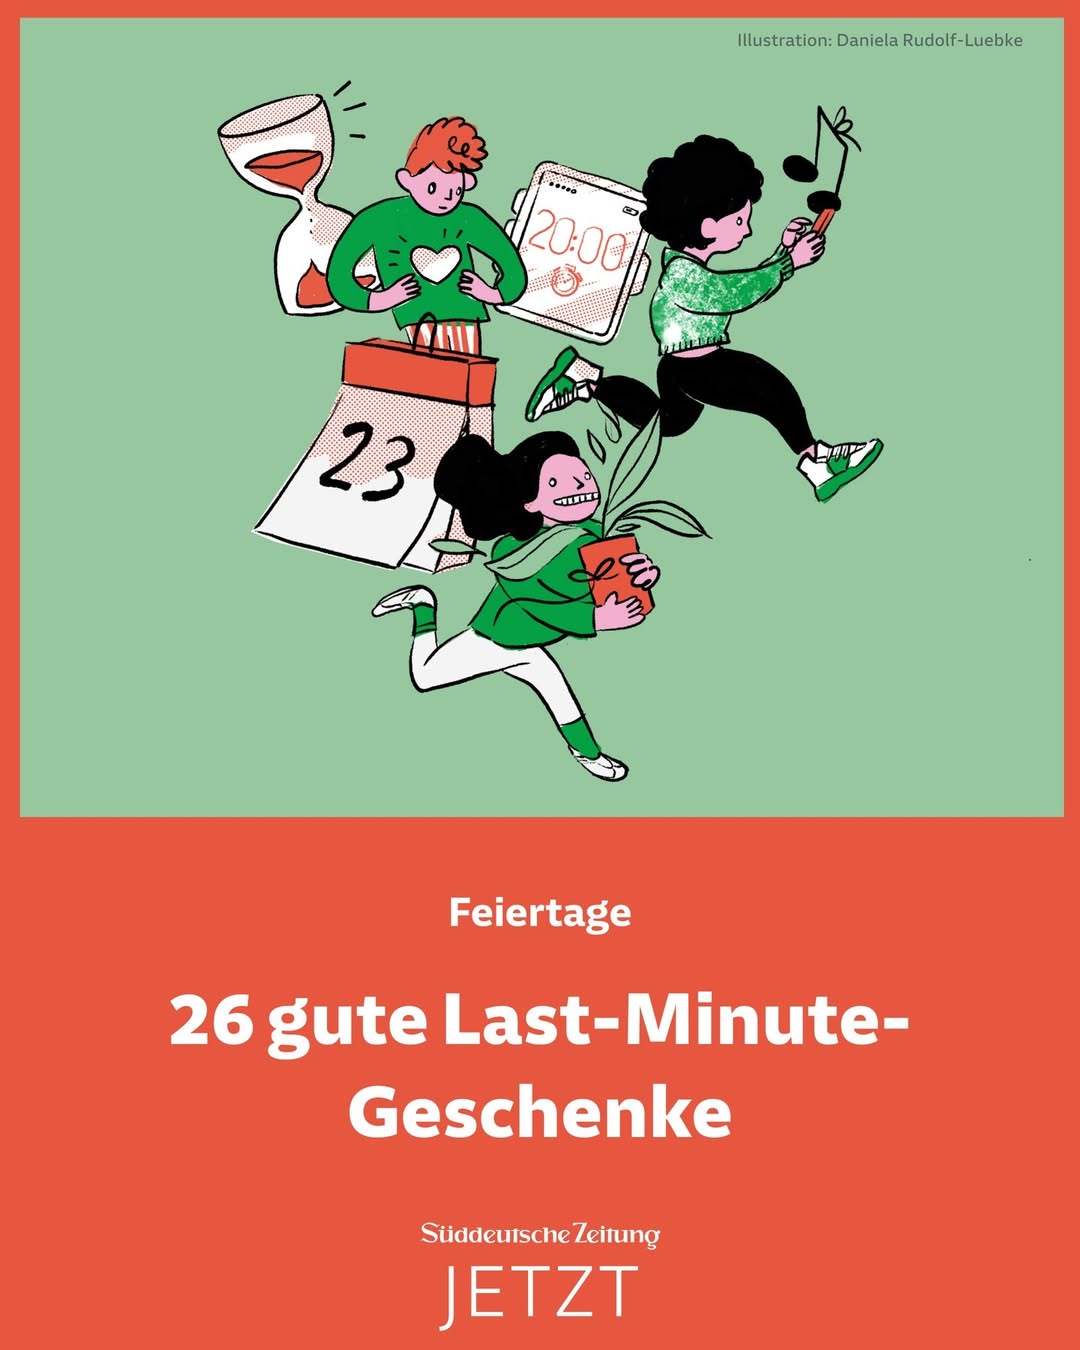 Illustration: Daniela Rudolf-Luebke
20:00
23
Feiertage
26 gute Last-Minute-
Geschenke
Süddeutsche Zeitung
JETZT